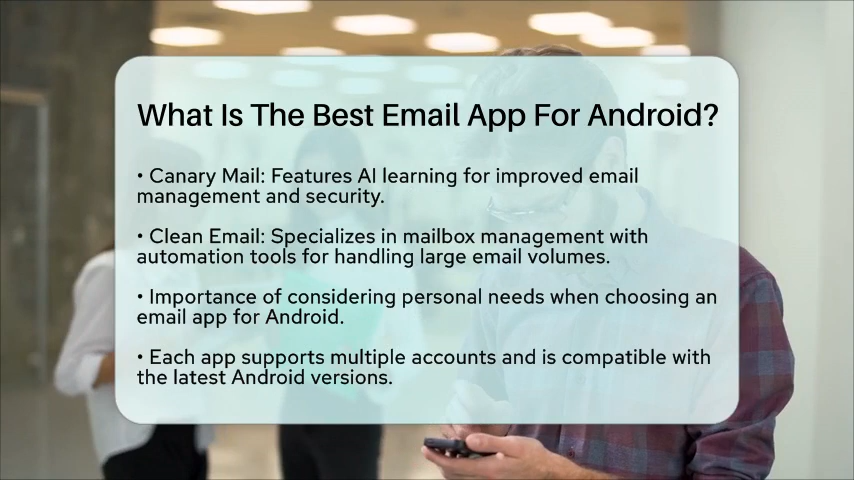 What Is The Best Email App For Android?
• Canary Mail: Features AI learning for improved email
management and security.
• Clean Email: Specializes in mailbox management with
automation tools for handling large email volumes.
• Importance of considering personal needs when choosing an
email app for Android.
• Each app supports multiple accounts and is compatible with
the latest Android versions.